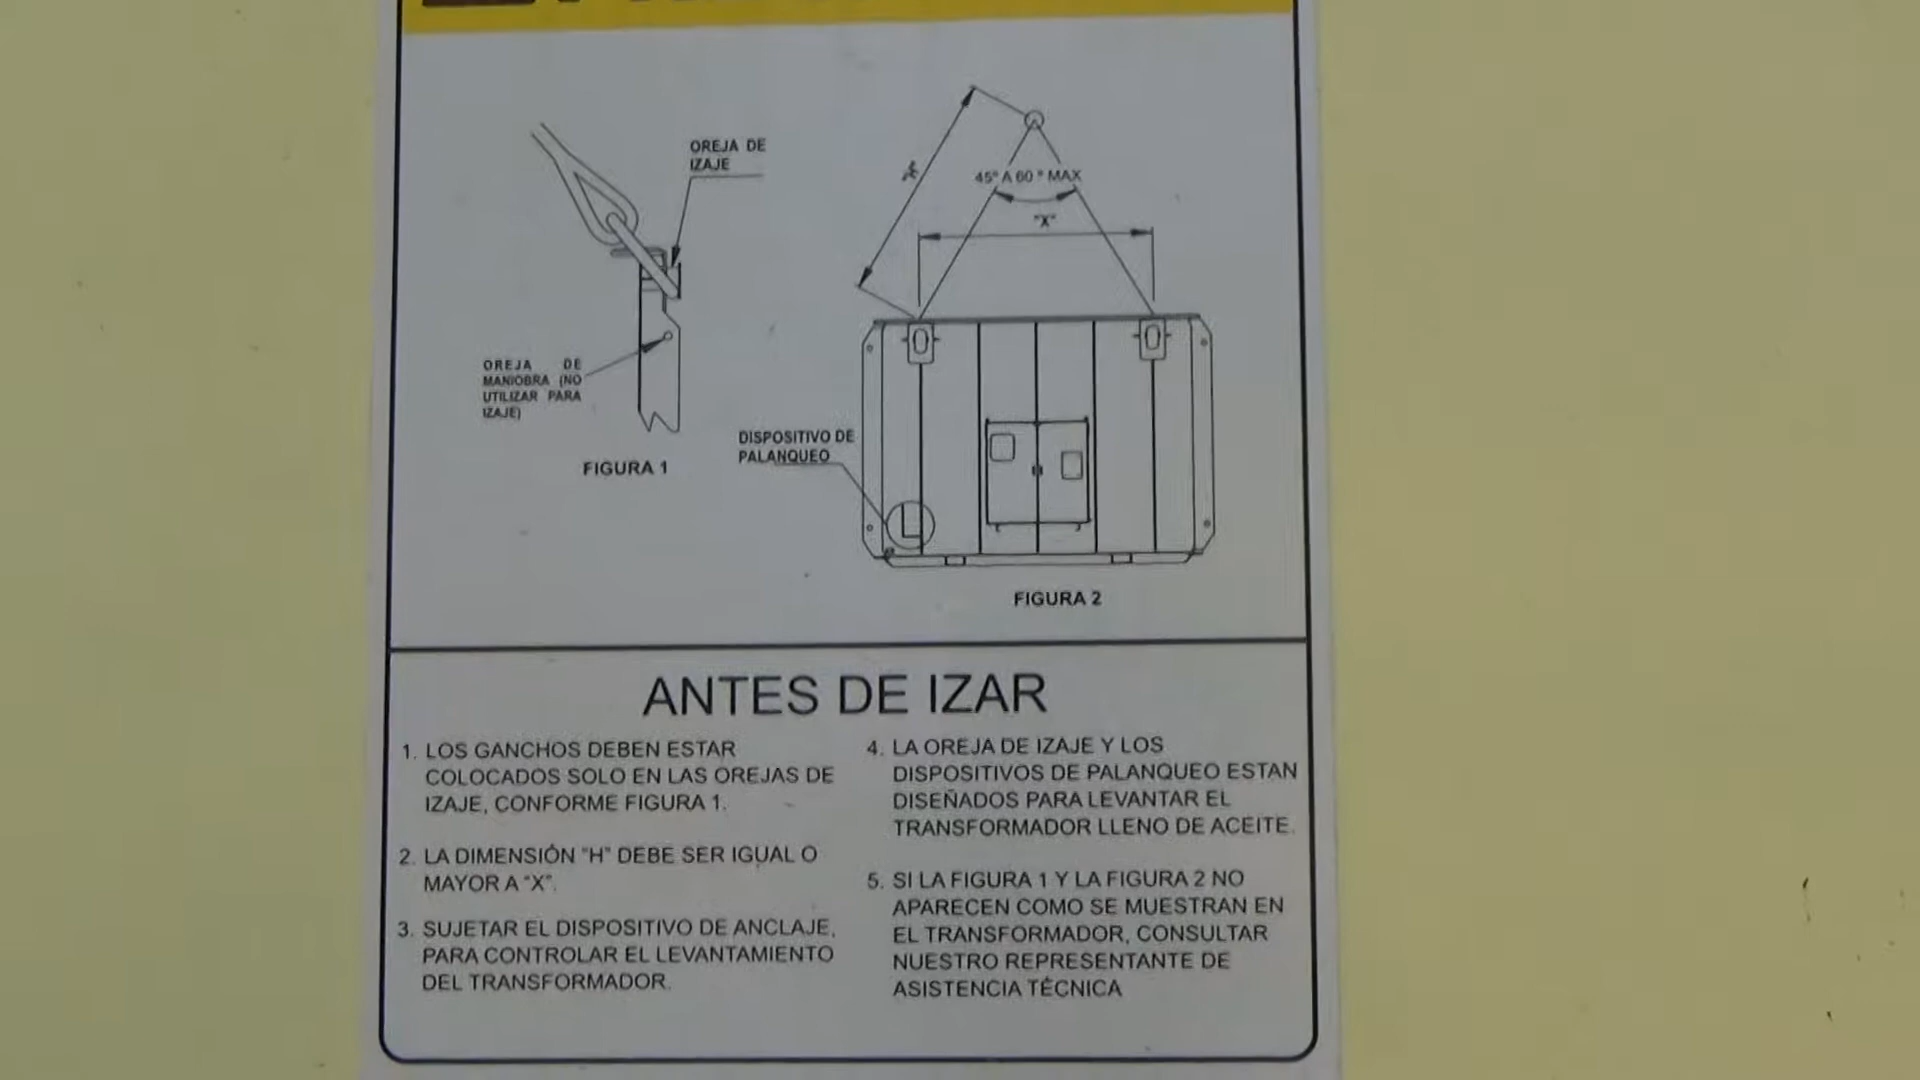 OREJA DE
IZAJE
45° A 60 ° MAX
"X"
OREJA DE
MANIOBRA (NO
UTILIZAR PARA
IZAJE)
DISPOSITIVO DE
PALANQUEO
FIGURA 1
FIGURA 2
ANTES DE IZAR
1. LOS GANCHOS DEBEN ESTAR
COLOCADOS SOLO EN LAS OREJAS DE
IZAJE, CONFORME FIGURA 1.
2. LA DIMENSIÓN "H" DEBE SER IGUAL O
MAYOR A "X".
3. SUJETAR EL DISPOSITIVO DE ANCLAJE,
PARA CONTROLAR EL LEVANTAMIENTO
DEL TRANSFORMADOR.
4. LA OREJA DE IZAJE Y LOS
DISPOSITIVOS DE PALANQUEO ESTAN
DISEÑADOS PARA LEVANTAR EL
TRANSFORMADOR LLENO DE ACEITE.
5. SI LA FIGURA 1 Y LA FIGURA 2 NO
APARECEN COMO SE MUESTRAN EN
EL TRANSFORMADOR, CONSULTAR
NUESTRO REPRESENTANTE DE
ASISTENCIA TÉCNICA